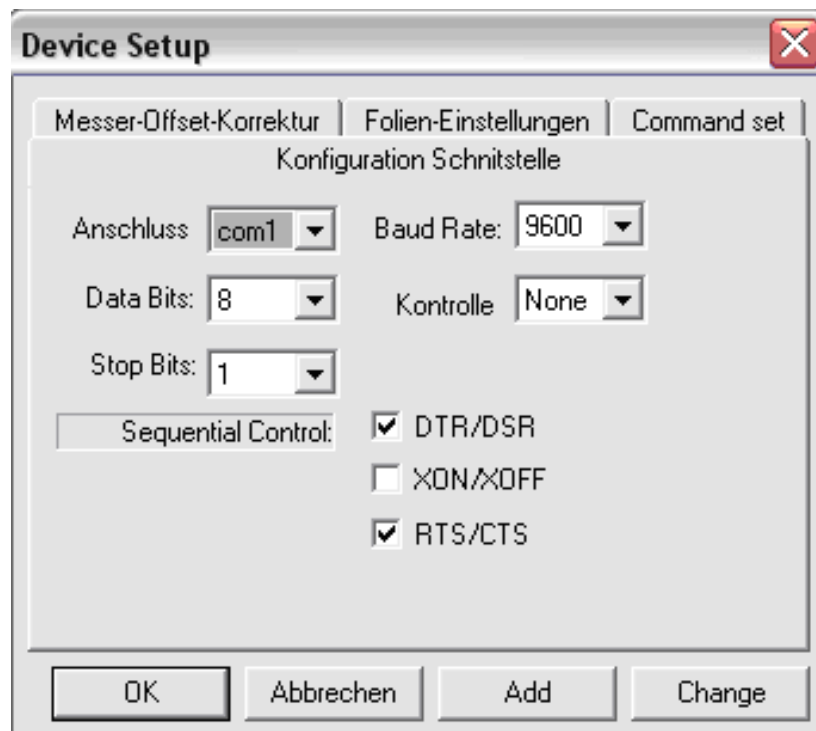 Device Setup
Messer-Offset-Korrektur Folien-Einstellungen Command set
Konfiguration Schnitstelle
Anschluss com1 Baud Rate: 9600
Data Bits: 8 Kontrolle None
Stop Bits: 1
Sequential Control: DTR/DSR
XON/XOFF
RTS/CTS
OK Abbrechen Add Change